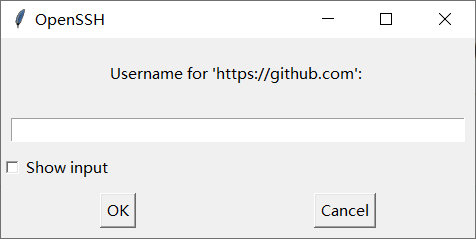 OpenSSH
Username for 'https://github.com':
Show input
OK
Cancel